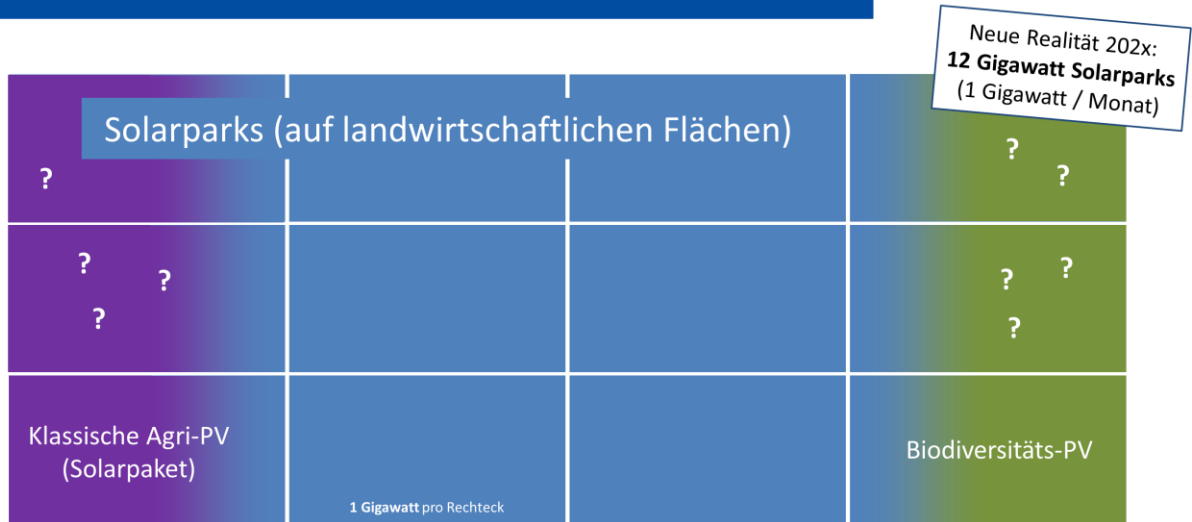 Neue Realität 202x:
12 Gigawatt Solarparks
(1 Gigawatt / Monat)
Solarparks (auf landwirtschaftlichen Flächen)
?
?
?
?
?
?
?
?
?
?
Klassische Agri-PV
(Solarpaket)
Biodiversitäts-PV
1 Gigawatt pro Rechteck